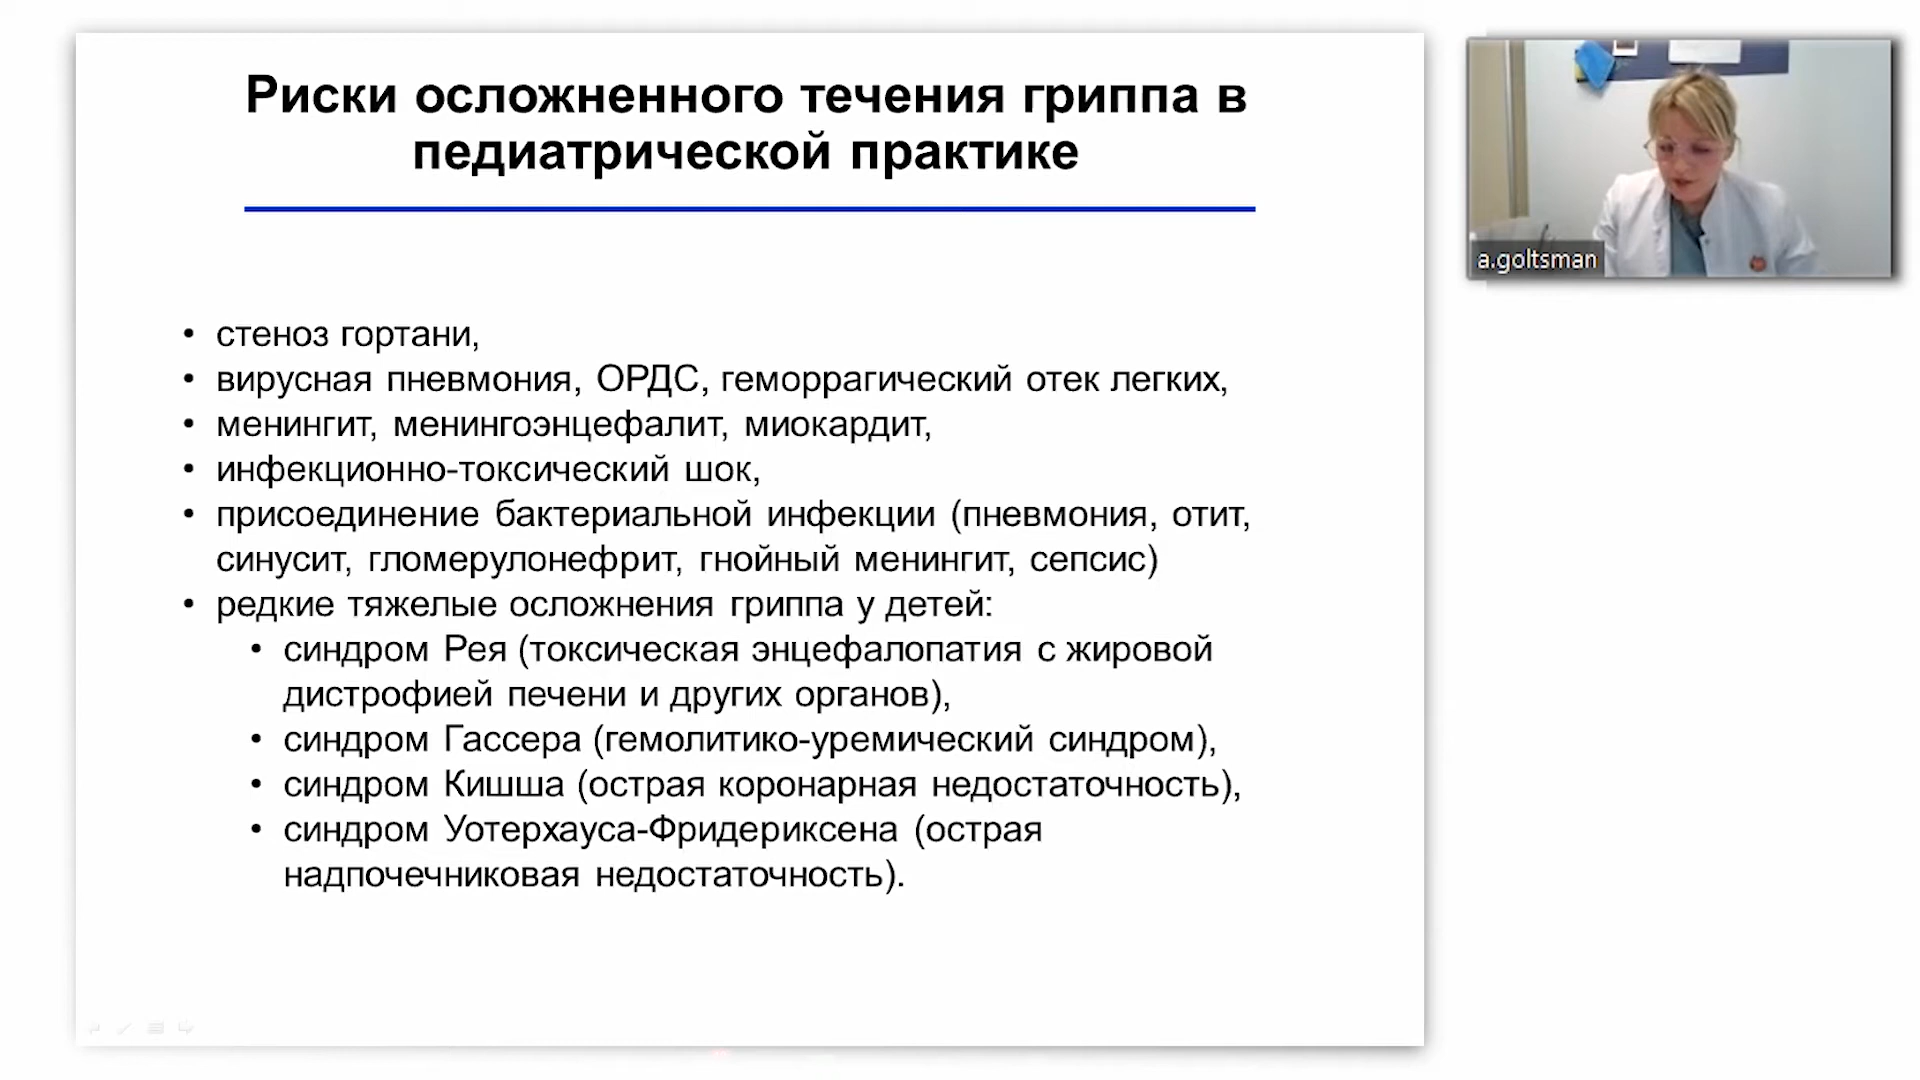 Риски осложненного течения гриппа в
педиатрической практике
• стеноз гортани,
• вирусная пневмония, ОРДС, геморрагический отек легких,
• менингит, менингоэнцефалит, миокардит,
• инфекционно-токсический шок,
• присоединение бактериальной инфекции (пневмония, отит,
синусит, гломерулонефрит, гнойный менингит, сепсис)
• редкие тяжелые осложнения гриппа у детей:
• синдром Рея (токсическая энцефалопатия с жировой
дистрофией печени и других органов),
• синдром Гассера (гемолитико-уремический синдром),
• синдром Кишша (острая коронарная недостаточность),
• синдром Уотерхауса-Фридериксена (острая
надпочечниковая недостаточность).
a.goltsman